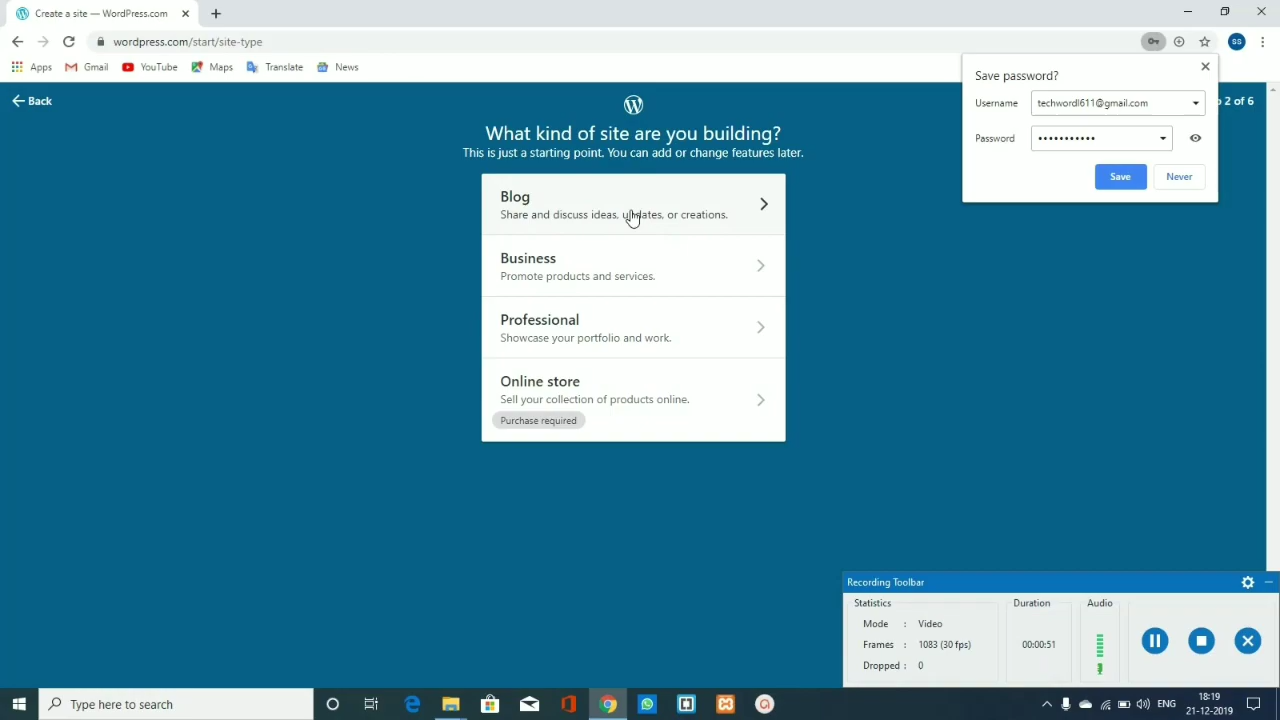 Create a site — WordPress.com
wordpress.com/start/site-type
SS
Apps
Gmail
YouTube
Maps
Translate
News
Save password?
Username
techwordl611@gmail.com
Password
•••••••••••
Save
Never
Back
2 of 6
What kind of site are you building?
This is just a starting point. You can add or change features later.
Blog
Share and discuss ideas, updates, or creations.
Business
Promote products and services.
Professional
Showcase your portfolio and work.
Online store
Sell your collection of products online.
Purchase required
Recording Toolbar
Statistics
Duration
Audio
Mode : Video
Frames : 1083 (30 fps)
00:00:51
Dropped : 0
Type here to search
ENG
18:19
21-12-2019